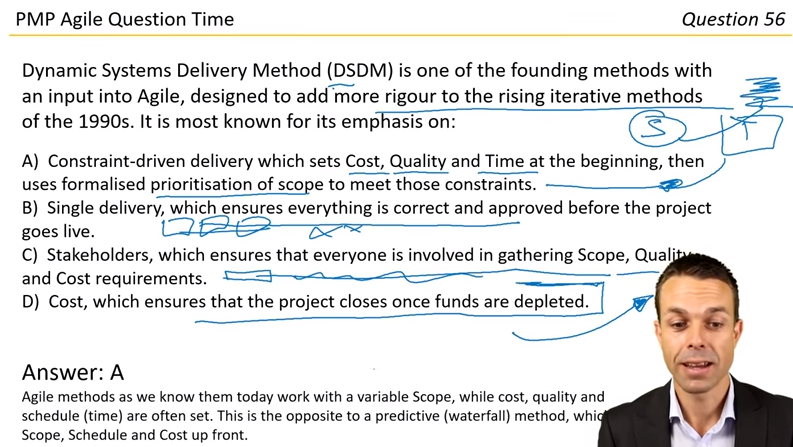 PMP Agile Question Time
Question 56
Dynamic Systems Delivery Method (DSDM) is one of the founding methods with
an input into Agile, designed to add more rigour to the rising iterative methods
of the 1990s. It is most known for its emphasis on:
S
T
A) Constraint-driven delivery which sets Cost, Quality and Time at the beginning, then
uses formalised prioritisation of scope to meet those constraints.
B) Single delivery, which ensures everything is correct and approved before the project
goes live.
C) Stakeholders, which ensures that everyone is involved in gathering Scope, Quality
and Cost requirements.
D) Cost, which ensures that the project closes once funds are depleted.
Answer: A
Agile methods as we know them today work with a variable Scope, while cost, quality and
schedule (time) are often set. This is the opposite to a predictive (waterfall) method,
Scope, Schedule and Cost up front.